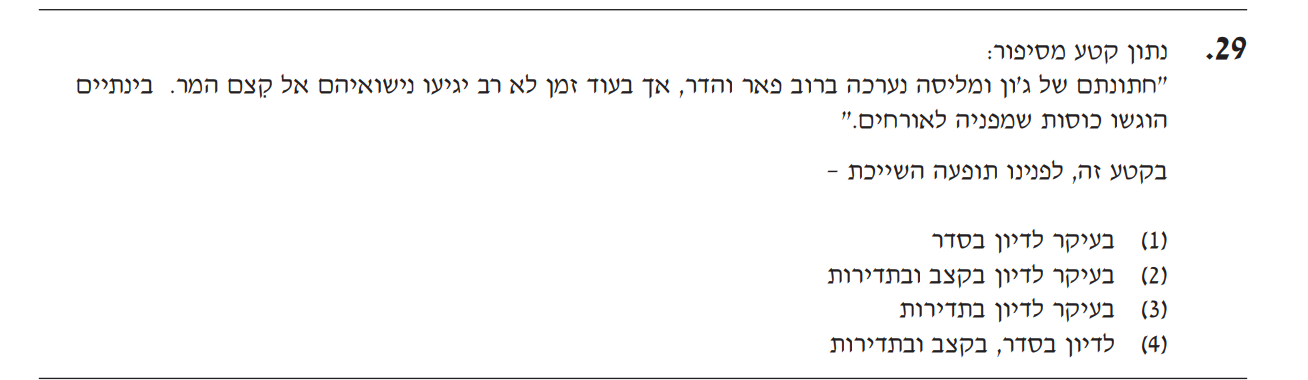 29. נתון קטע מסיפור:
"חתונתם של ג'ון ומליסה נערכה ברוב פאר והדר, אך בעוד זמן לא רב יגיעו נישואיהם אל קִצם המר. בינתיים
הוגשו כוסות שמפניה לאורחים."
בקטע זה, לפנינו תופעה השייכת –
(1) בעיקר לדיון בסדר
(2) בעיקר לדיון בקצב ובתדירות
(3) בעיקר לדיון בתדירות
(4) לדיון בסדר, בקצב ובתדירות